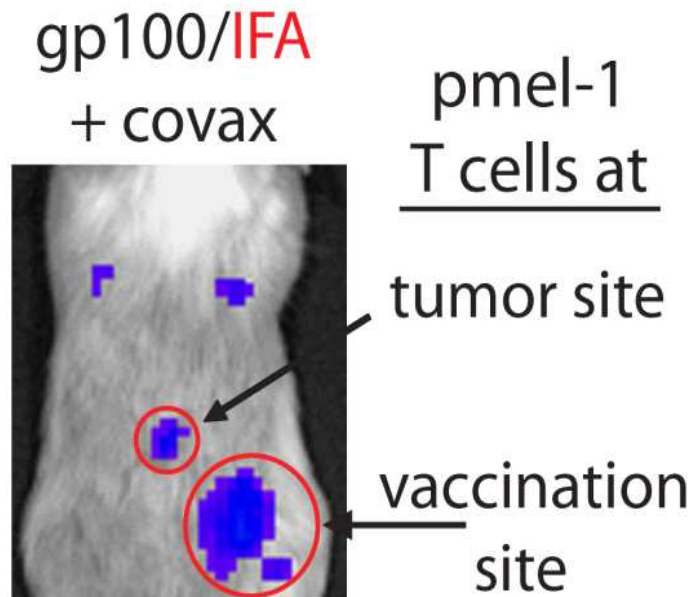 gp100/IFA
+ covax
pmel-1
T cells at
tumor site
vaccination
site